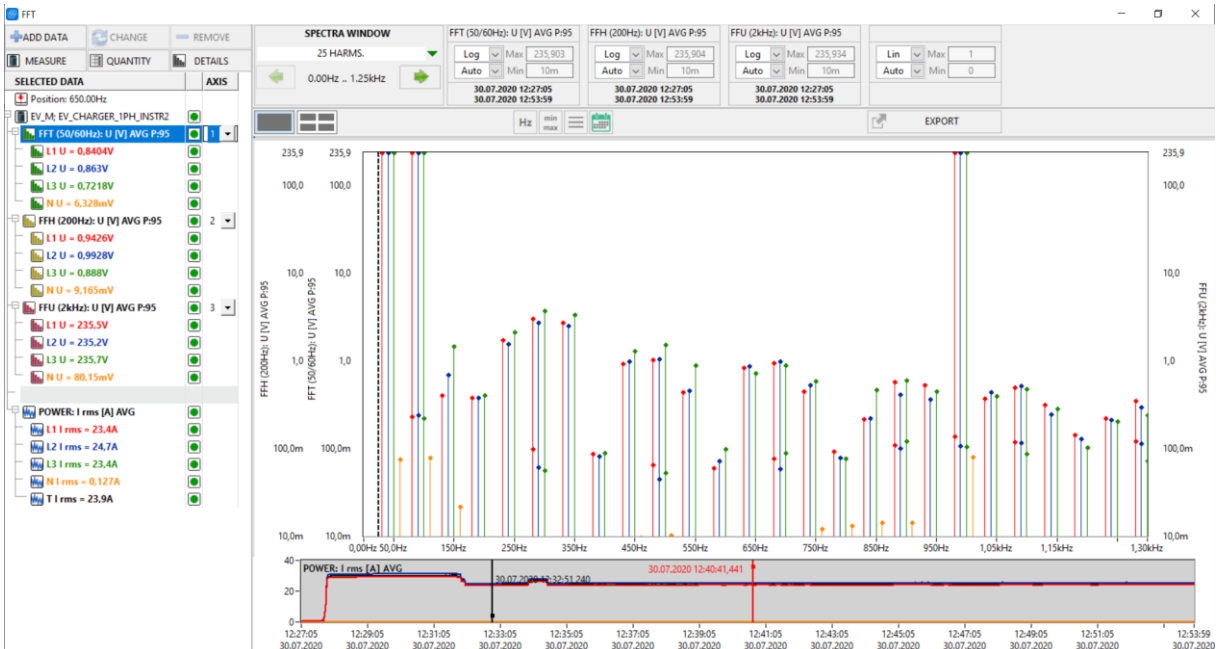 FFT
ADD DATA CHANGE REMOVE
MEASURE QUANTITY DETAILS
SELECTED DATA AXIS
Position: 650.00Hz
EV_M; EV_CHARGER_1PH_INSTR2
FFT (50/60Hz): U [V] AVG P:95 1
L1 U = 0,8404V
L2 U = 0,863V
L3 U = 0,7218V
N U = 6,328mV
FFH (200Hz): U [V] AVG P:95 2
L1 U = 0,9426V
L2 U = 0,9928V
L3 U = 0,888V
N U = 9,165mV
FFU (2kHz): U [V] AVG P:95 3
L1 U = 235,5V
L2 U = 235,2V
L3 U = 235,7V
N U = 80,15mV
POWER: I rms [A] AVG
L1 I rms = 23,4A
L2 I rms = 24,7A
L3 I rms = 23,4A
N I rms = 0,127A
T I rms = 23,9A
SPECTRA WINDOW
25 HARMS.
0.00Hz .. 1.25kHz
FFT (50/60Hz): U [V] AVG P:95
Log Max 235,903
Auto Min 10m
30.07.2020 12:27:05
30.07.2020 12:53:59
FFH (200Hz): U [V] AVG P:95
Log Max 235,904
Auto Min 10m
30.07.2020 12:27:05
30.07.2020 12:53:59
FFU (2kHz): U [V] AVG P:95
Log Max 235,934
Auto Min 10m
30.07.2020 12:27:05
30.07.2020 12:53:59
Lin Max 1
Auto Min 0
Hz min max EXPORT
235,9 235,9 235,9
100,0 100,0 100,0
10,0 10,0 10,0
1,0 1,0 1,0
100,0m 100,0m 100,0m
10,0m 10,0m 10,0m
FFH (200Hz): U [V] AVG P:95
FFT (50/60Hz): U [V] AVG P:95
FFU (2kHz): U [V] AVG P:95
0,00Hz 50,0Hz 150Hz 250Hz 350Hz 450Hz 550Hz 650Hz 750Hz 850Hz 950Hz 1,05kHz 1,15kHz 1,30kHz
POWER: I rms [A] AVG
30.07.2020 12:32:51,240
30.07.2020 12:40:41,441
40
20
0
12:27:05 12:29:05 12:31:05 12:33:05 12:35:05 12:37:05 12:39:05 12:41:05 12:43:05 12:45:05 12:47:05 12:49:05 12:51:05 12:53:59
30.07.2020 30.07.2020 30.07.2020 30.07.2020 30.07.2020 30.07.2020 30.07.2020 30.07.2020 30.07.2020 30.07.2020 30.07.2020 30.07.2020 30.07.2020 30.07.2020